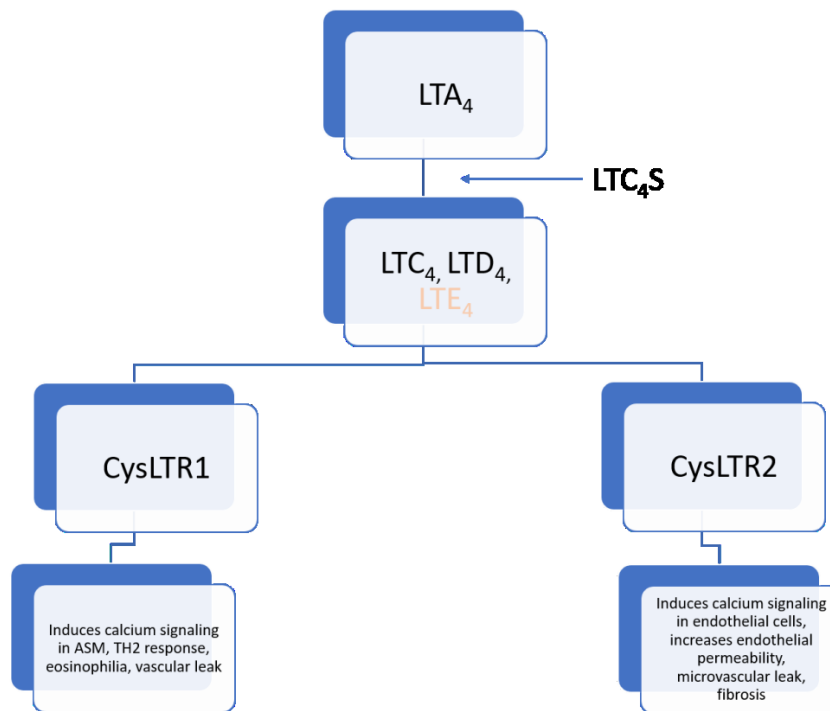 LTA₄
LTC₄S
LTC₄, LTD₄,
LTE₄
CysLTR1
CysLTR2
Induces calcium signaling
in ASM, TH2 response,
eosinophilia, vascular leak
Induces calcium signaling
in endothelial cells,
increases endothelial
permeability,
microvascular leak,
fibrosis